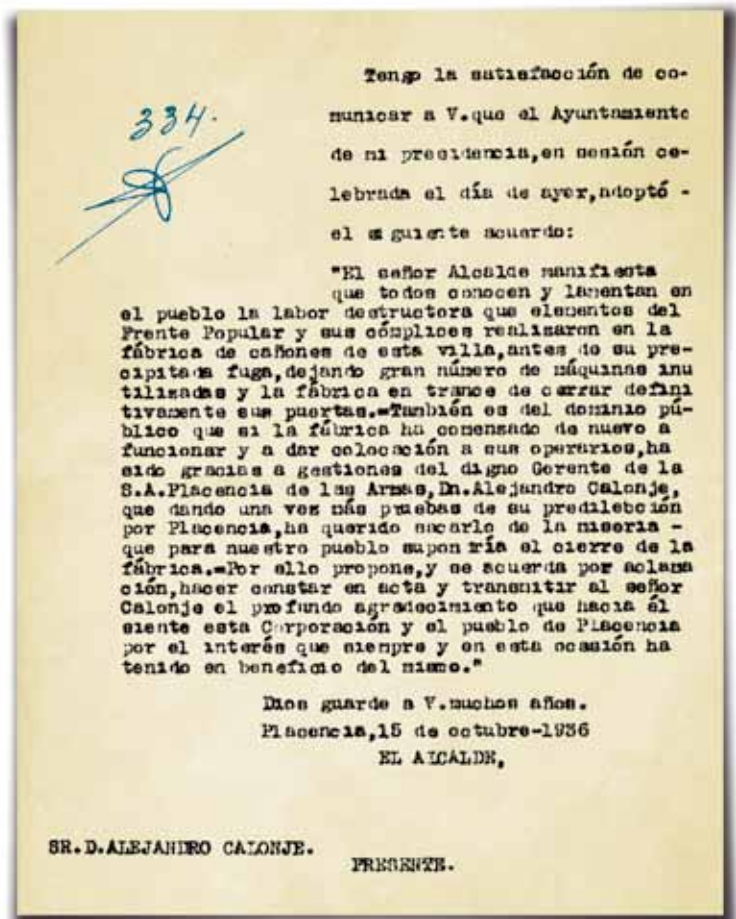 Tengo la satisfacción de co-
334.
municar a V.que el Ayuntamiento
de mi presidencia,en sesión ce-
lebrada el día de ayer,adoptó -
el siguiente acuerdo:
"El señor Alcalde manifiesta
que todos conocen y lamentan en
el pueblo la labor destructora que elementos del
Frente Popular y sus cómplices realizaron en la
fábrica de cañones de esta villa,antes de su pre-
cipitada fuga,dejando gran número de máquinas inu
tilizadas y la fábrica en trance de cerrar defini
tivamente sus puertas.=También es del dominio pú-
blico que si la fábrica ha comenzado de nuevo a
funcionar y a dar colocación a sus operarios,ha
sido gracias a gestiones del digno Gerente de la
S.A.Placencia de las Armas,Dn.Alejandro Calonje,
que dando una vez más pruebas de su predilebción
por Placencia,ha querido sacarlo de la miseria -
que para nuestro pueblo supondría el cierre de la
fábrica.=Por ello propone,y se acuerda por aclama
ción,hacer constar en acta y transmitir al señor
Calonje el profundo agradecimiento que hacia él
siente esta Corporación y el pueblo de Placencia
por el interés que siempre y en esta ocasión ha
tenido en beneficio del mismo."
Dios guarde a V.muchos años.
Placencia,15 de octubre-1936
EL ALCALDE,
SR.D.ALEJANDRO CALONJE.
PRESENTE.